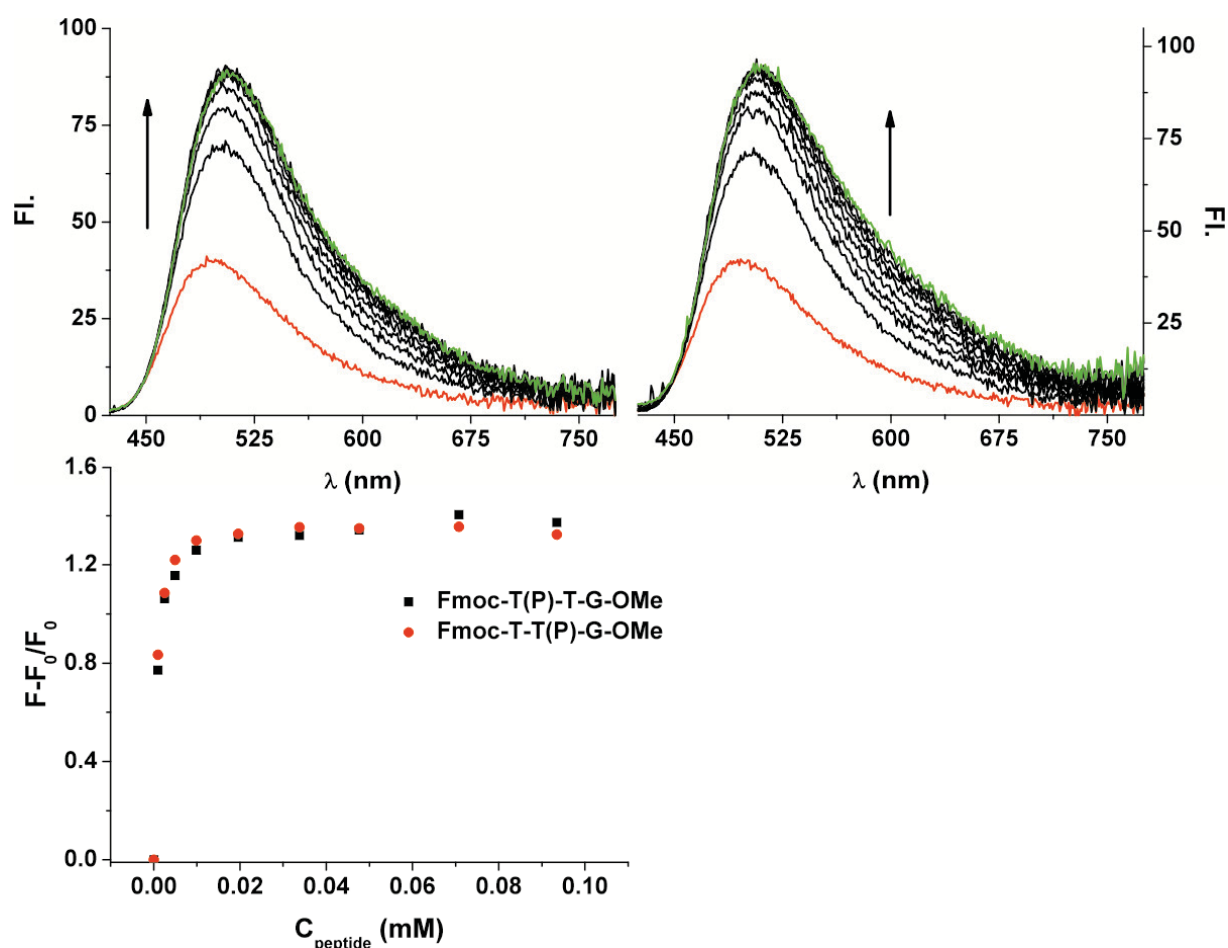 100
75
50
25
0
Fl.
450 525 600 675 750
λ (nm)
100
75
50
25
Fl.
450 525 600 675 750
λ (nm)
1.6
1.2
0.8
0.4
0.0
F-F0/F0
Fmoc-T(P)-T-G-OMe
Fmoc-T-T(P)-G-OMe
0.00 0.02 0.04 0.06 0.08 0.10
Cpeptide (mM)